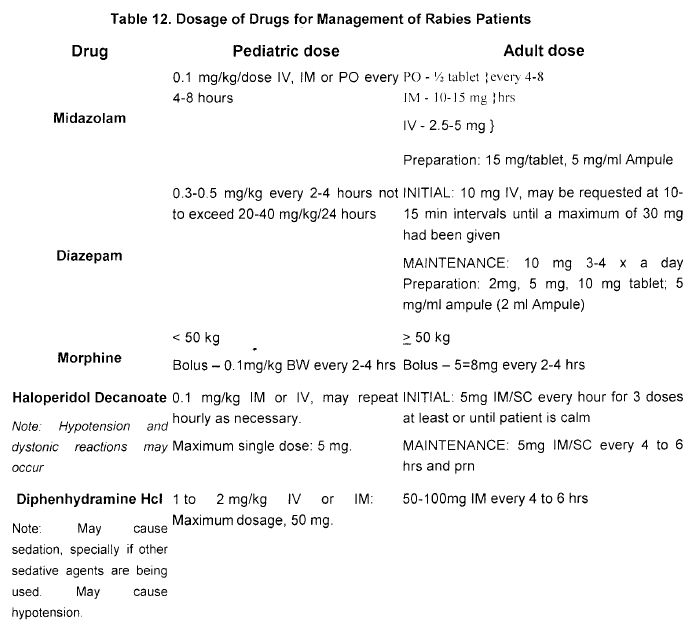 Table 12. Dosage of Drugs for Management of Rabies Patients
Drug Pediatric dose Adult dose
Midazolam
0.1 mg/kg/dose IV, IM or PO every
4-8 hours
PO - ½ tablet }every 4-8
IM - 10-15 mg }hrs
IV - 2.5-5 mg }
Preparation: 15 mg/tablet, 5 mg/ml Ampule
Diazepam
0.3-0.5 mg/kg every 2-4 hours not
to exceed 20-40 mg/kg/24 hours
INITIAL: 10 mg IV, may be requested at 10-
15 min intervals until a maximum of 30 mg
had been given
MAINTENANCE: 10 mg 3-4 x a day
Preparation: 2mg, 5 mg, 10 mg tablet; 5
mg/ml ampule (2 ml Ampule)
Morphine
< 50 kg
Bolus – 0.1mg/kg BW every 2-4 hrs
≥ 50 kg
Bolus – 5=8mg every 2-4 hrs
Haloperidol Decanoate
Note: Hypotension and
dystonic reactions may
occur
0.1 mg/kg IM or IV, may repeat
hourly as necessary.
Maximum single dose: 5 mg.
INITIAL: 5mg IM/SC every hour for 3 doses
at least or until patient is calm
MAINTENANCE: 5mg IM/SC every 4 to 6
hrs and prn
Diphenhydramine Hcl
Note: May cause
sedation, specially if other
sedative agents are being
used. May cause
hypotension.
1 to 2 mg/kg IV or IM:
Maximum dosage, 50 mg.
50-100mg IM every 4 to 6 hrs